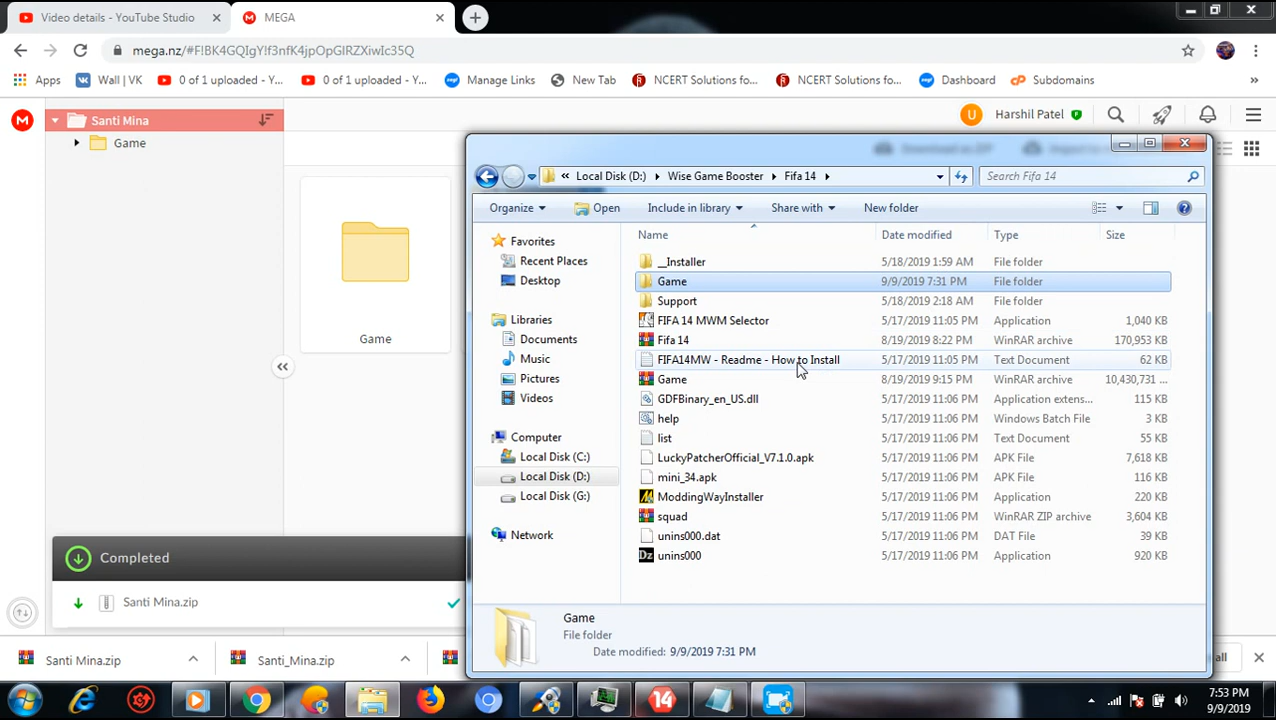 Video details - YouTube Studio
MEGA
mega.nz/#F!BK4GQIgY!f3nfK4jpOpGlRZXiwIc35Q
Apps
Wall | VK
0 of 1 uploaded - Y...
0 of 1 uploaded - Y...
Manage Links
New Tab
NCERT Solutions fo...
NCERT Solutions fo...
Dashboard
Subdomains
»
Santi Mina
Game
U
Harshil Patel
Game
« Local Disk (D:) Wise Game Booster Fifa 14
Search Fifa 14
Organize
Open
Include in library
Share with
New folder
Name Date modified Type Size
Favorites
Recent Places
Desktop
Libraries
Documents
Music
Pictures
Videos
Computer
Local Disk (C:)
Local Disk (D:)
Local Disk (G:)
Network
__Installer 5/18/2019 1:59 AM File folder
Game 9/9/2019 7:31 PM File folder
Support 5/18/2019 2:18 AM File folder
FIFA 14 MWM Selector 5/17/2019 11:05 PM Application 1,040 KB
Fifa 14 8/19/2019 8:22 PM WinRAR archive 170,953 KB
FIFA14MW - Readme - How to Install 5/17/2019 11:05 PM Text Document 62 KB
Game 8/19/2019 9:15 PM WinRAR archive 10,430,731 ...
GDFBinary_en_US.dll 5/17/2019 11:06 PM Application extens... 115 KB
help 5/17/2019 11:06 PM Windows Batch File 3 KB
list 5/17/2019 11:06 PM Text Document 55 KB
LuckyPatcherOfficial_V7.1.0.apk 5/17/2019 11:06 PM APK File 7,618 KB
mini_34.apk 5/17/2019 11:06 PM APK File 116 KB
ModdingWayInstaller 5/17/2019 11:06 PM Application 220 KB
squad 5/17/2019 11:06 PM WinRAR ZIP archive 3,604 KB
unins000.dat 5/17/2019 11:06 PM DAT File 39 KB
unins000 5/17/2019 11:06 PM Application 920 KB
Game
File folder
Date modified: 9/9/2019 7:31 PM
Completed
Santi Mina.zip
Santi Mina.zip
Santi_Mina.zip
all
14
7:53 PM
9/9/2019